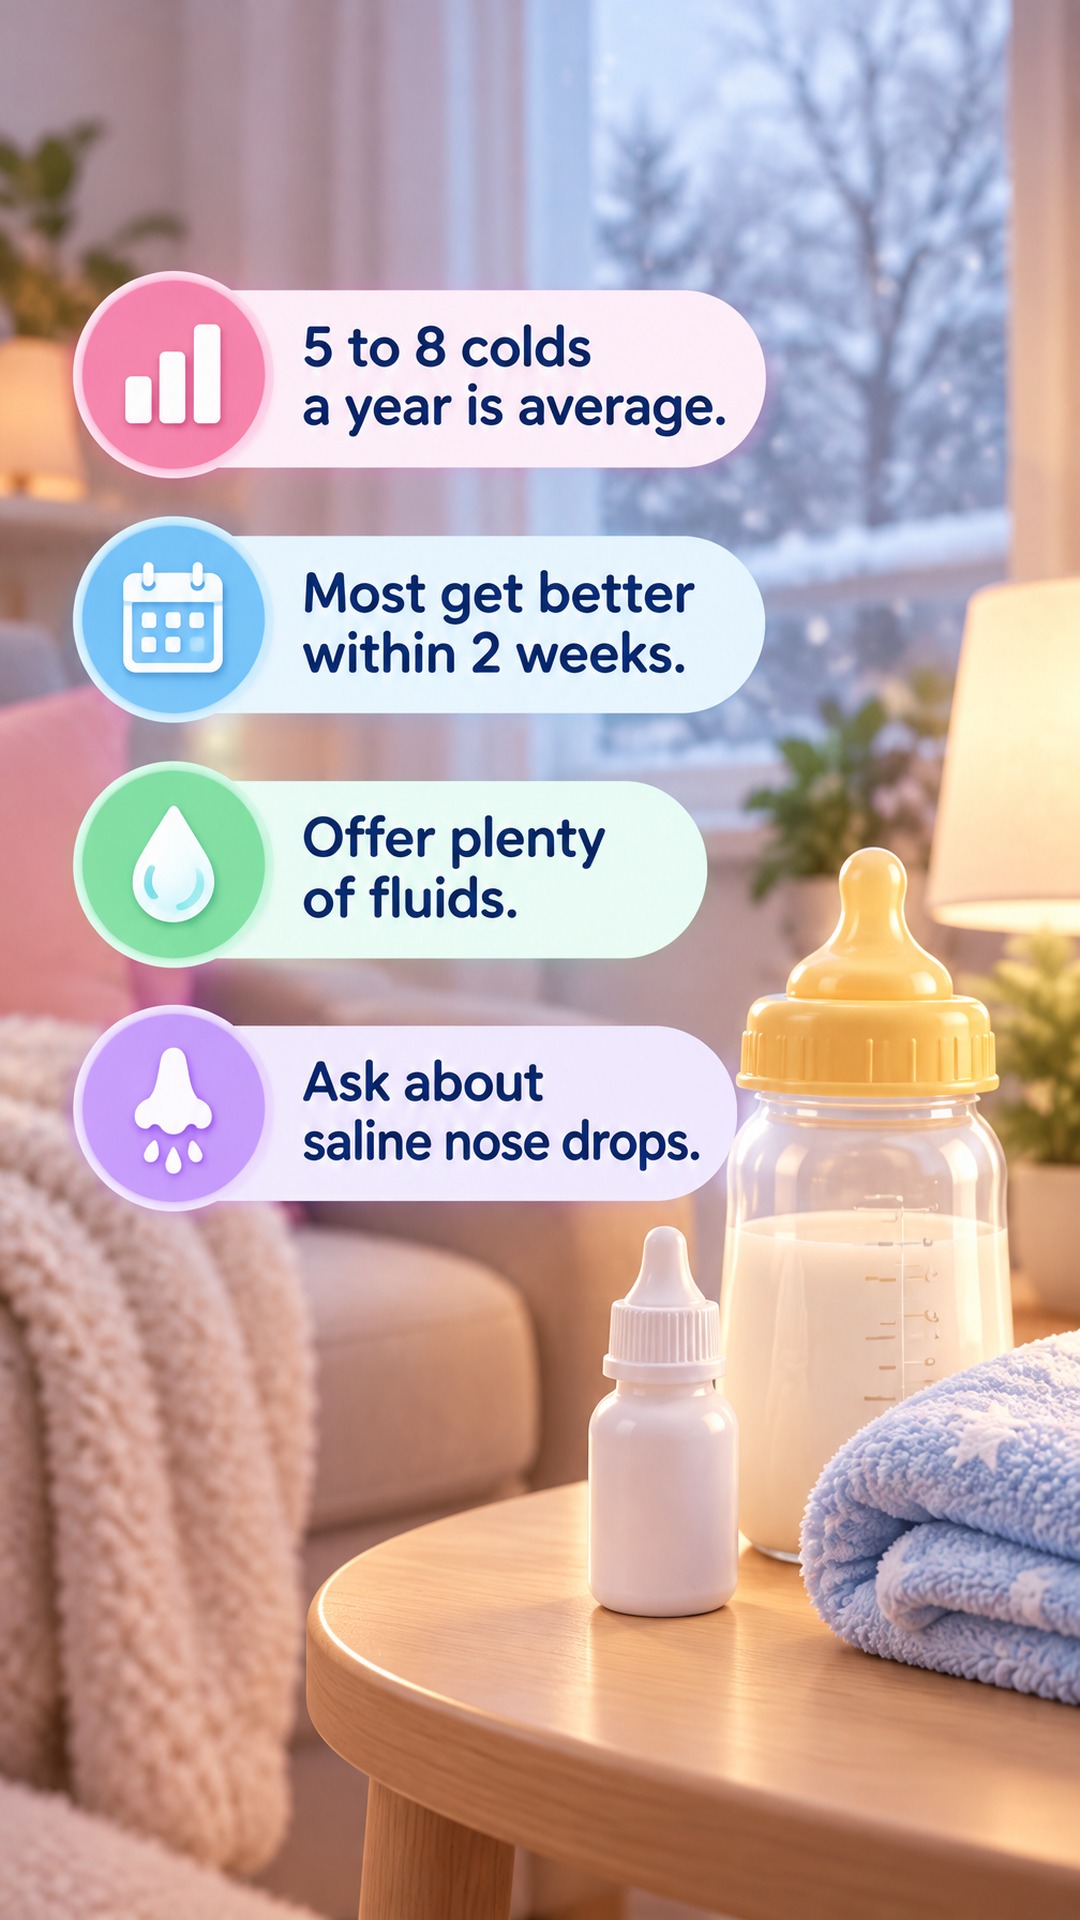 5 to 8 colds
a year is average.
Most get better
within 2 weeks.
Offer plenty
of fluids.
Ask about
saline nose drops.